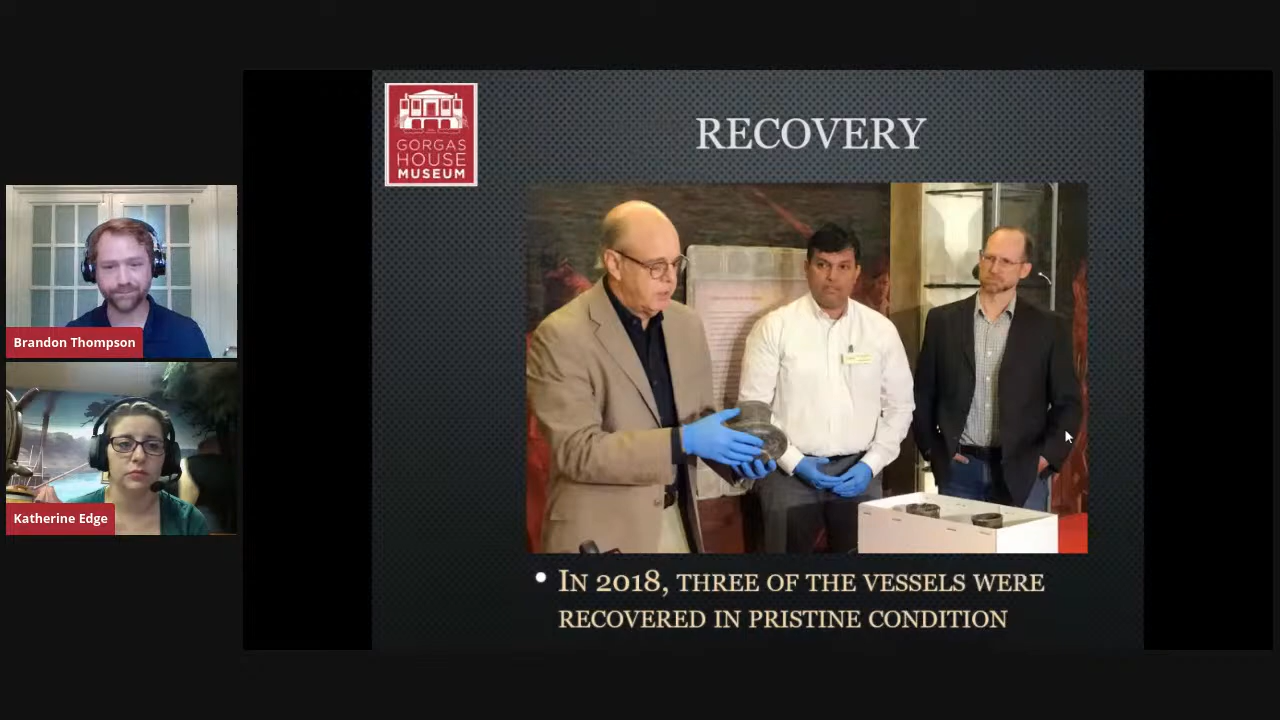 GORGAS
HOUSE
MUSEUM
RECOVERY
Brandon Thompson
Katherine Edge
• In 2018, three of the vessels were
recovered in pristine condition